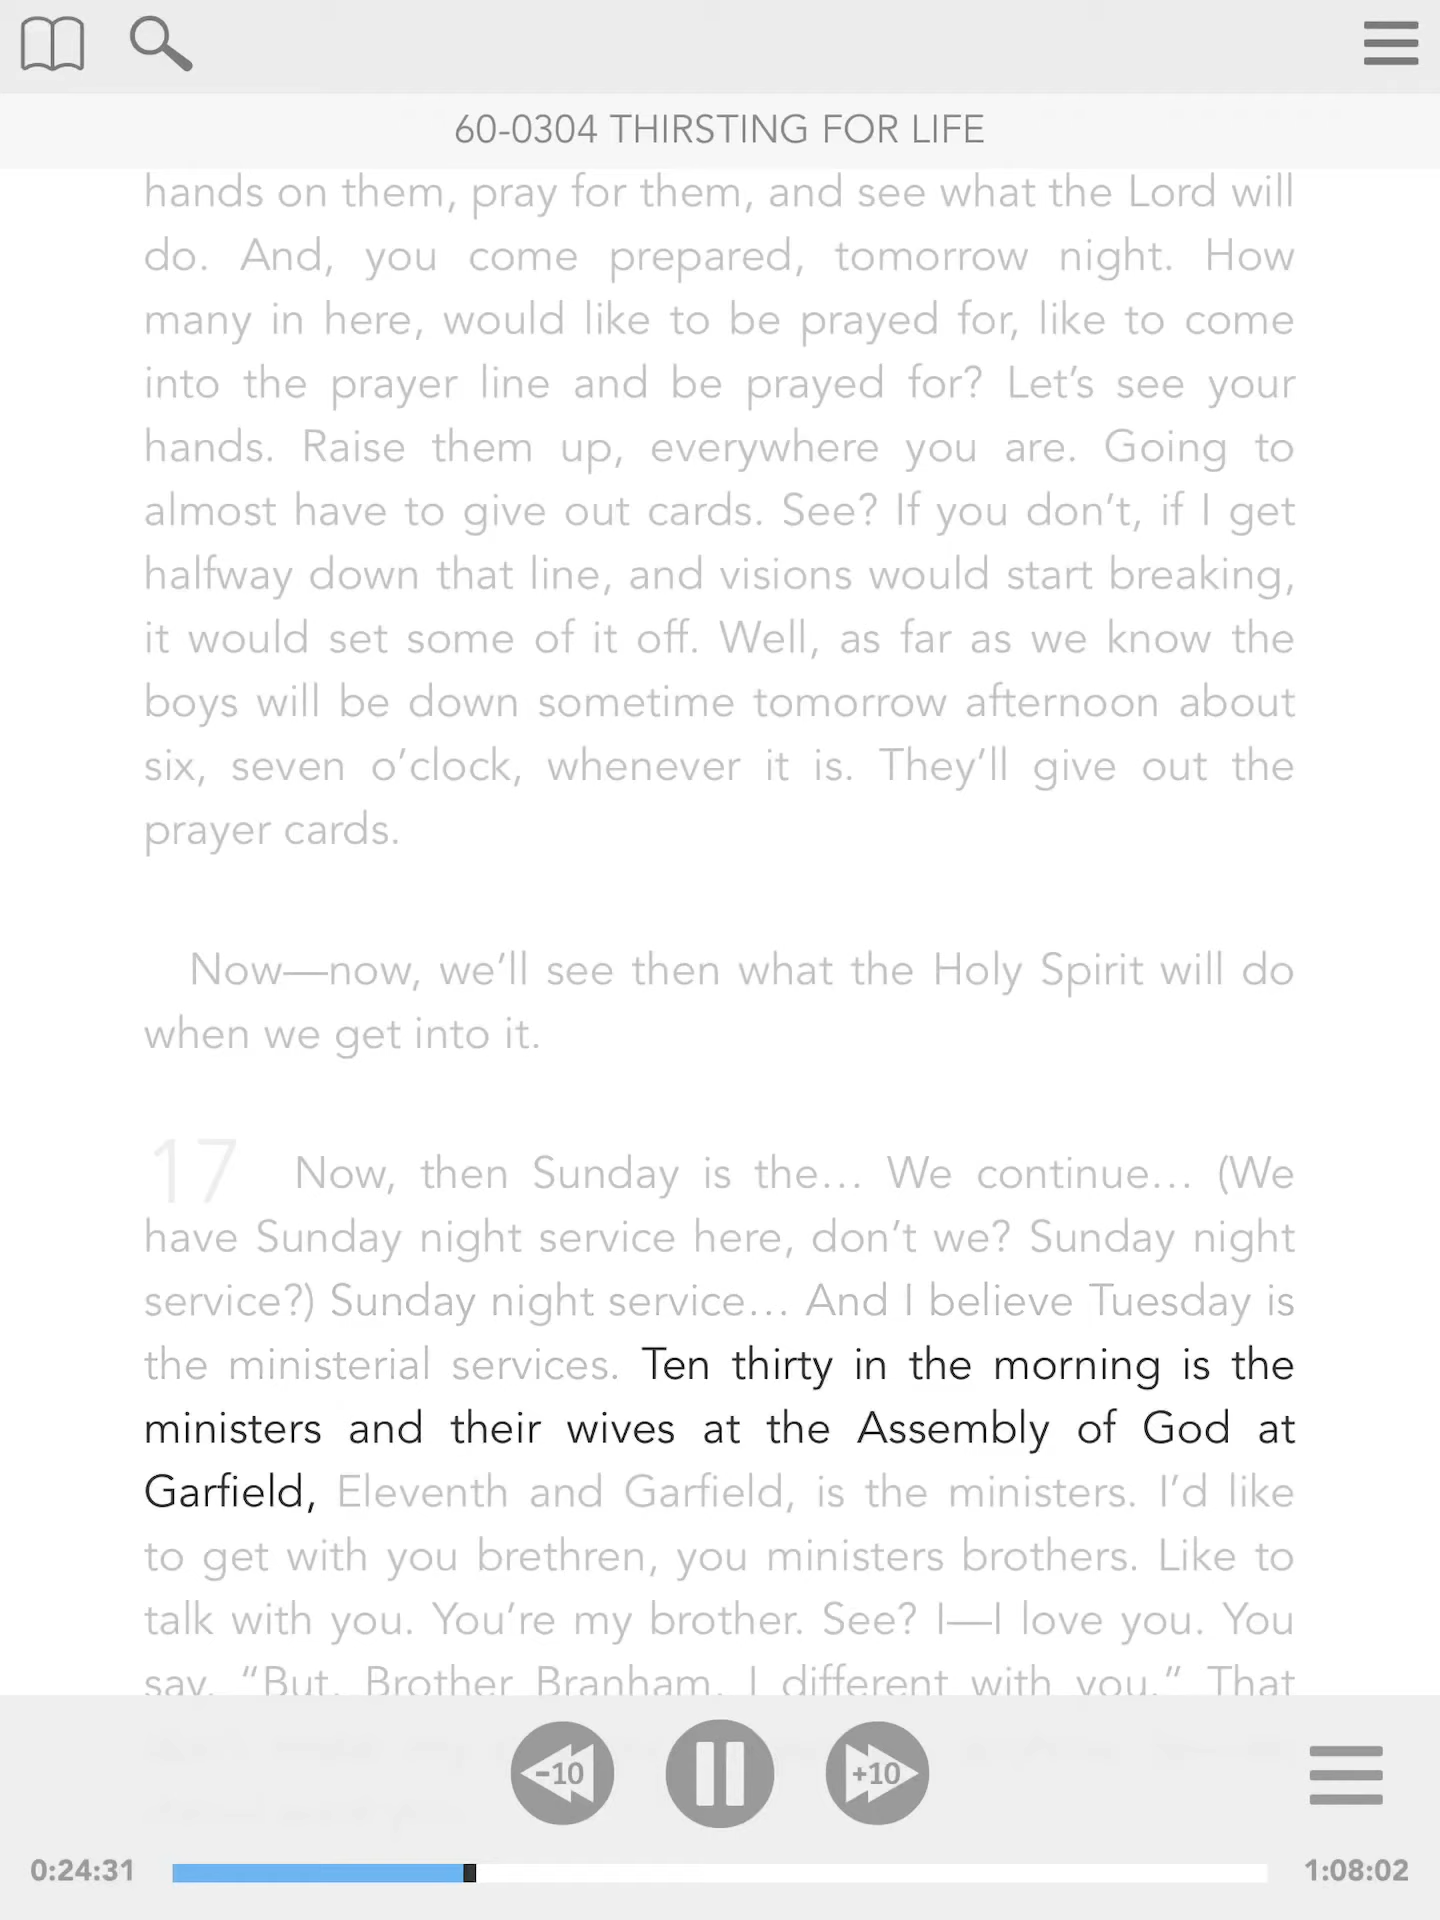 60-0304 THIRSTING FOR LIFE
hands on them, pray for them, and see what the Lord will
do. And, you come prepared, tomorrow night. How
many in here, would like to be prayed for, like to come
into the prayer line and be prayed for? Let’s see your
hands. Raise them up, everywhere you are. Going to
almost have to give out cards. See? If you don’t, if I get
halfway down that line, and visions would start breaking,
it would set some of it off. Well, as far as we know the
boys will be down sometime tomorrow afternoon about
six, seven o’clock, whenever it is. They’ll give out the
prayer cards.
Now—now, we’ll see then what the Holy Spirit will do
when we get into it.
17 Now, then Sunday is the… We continue… (We
have Sunday night service here, don’t we? Sunday night
service?) Sunday night service… And I believe Tuesday is
the ministerial services. Ten thirty in the morning is the
ministers and their wives at the Assembly of God at
Garfield, Eleventh and Garfield, is the ministers. I’d like
to get with you brethren, you ministers brothers. Like to
talk with you. You’re my brother. See? I—I love you. You
say, “But, Brother Branham, I different with you.” That
-10 +10
0:24:31 1:08:02